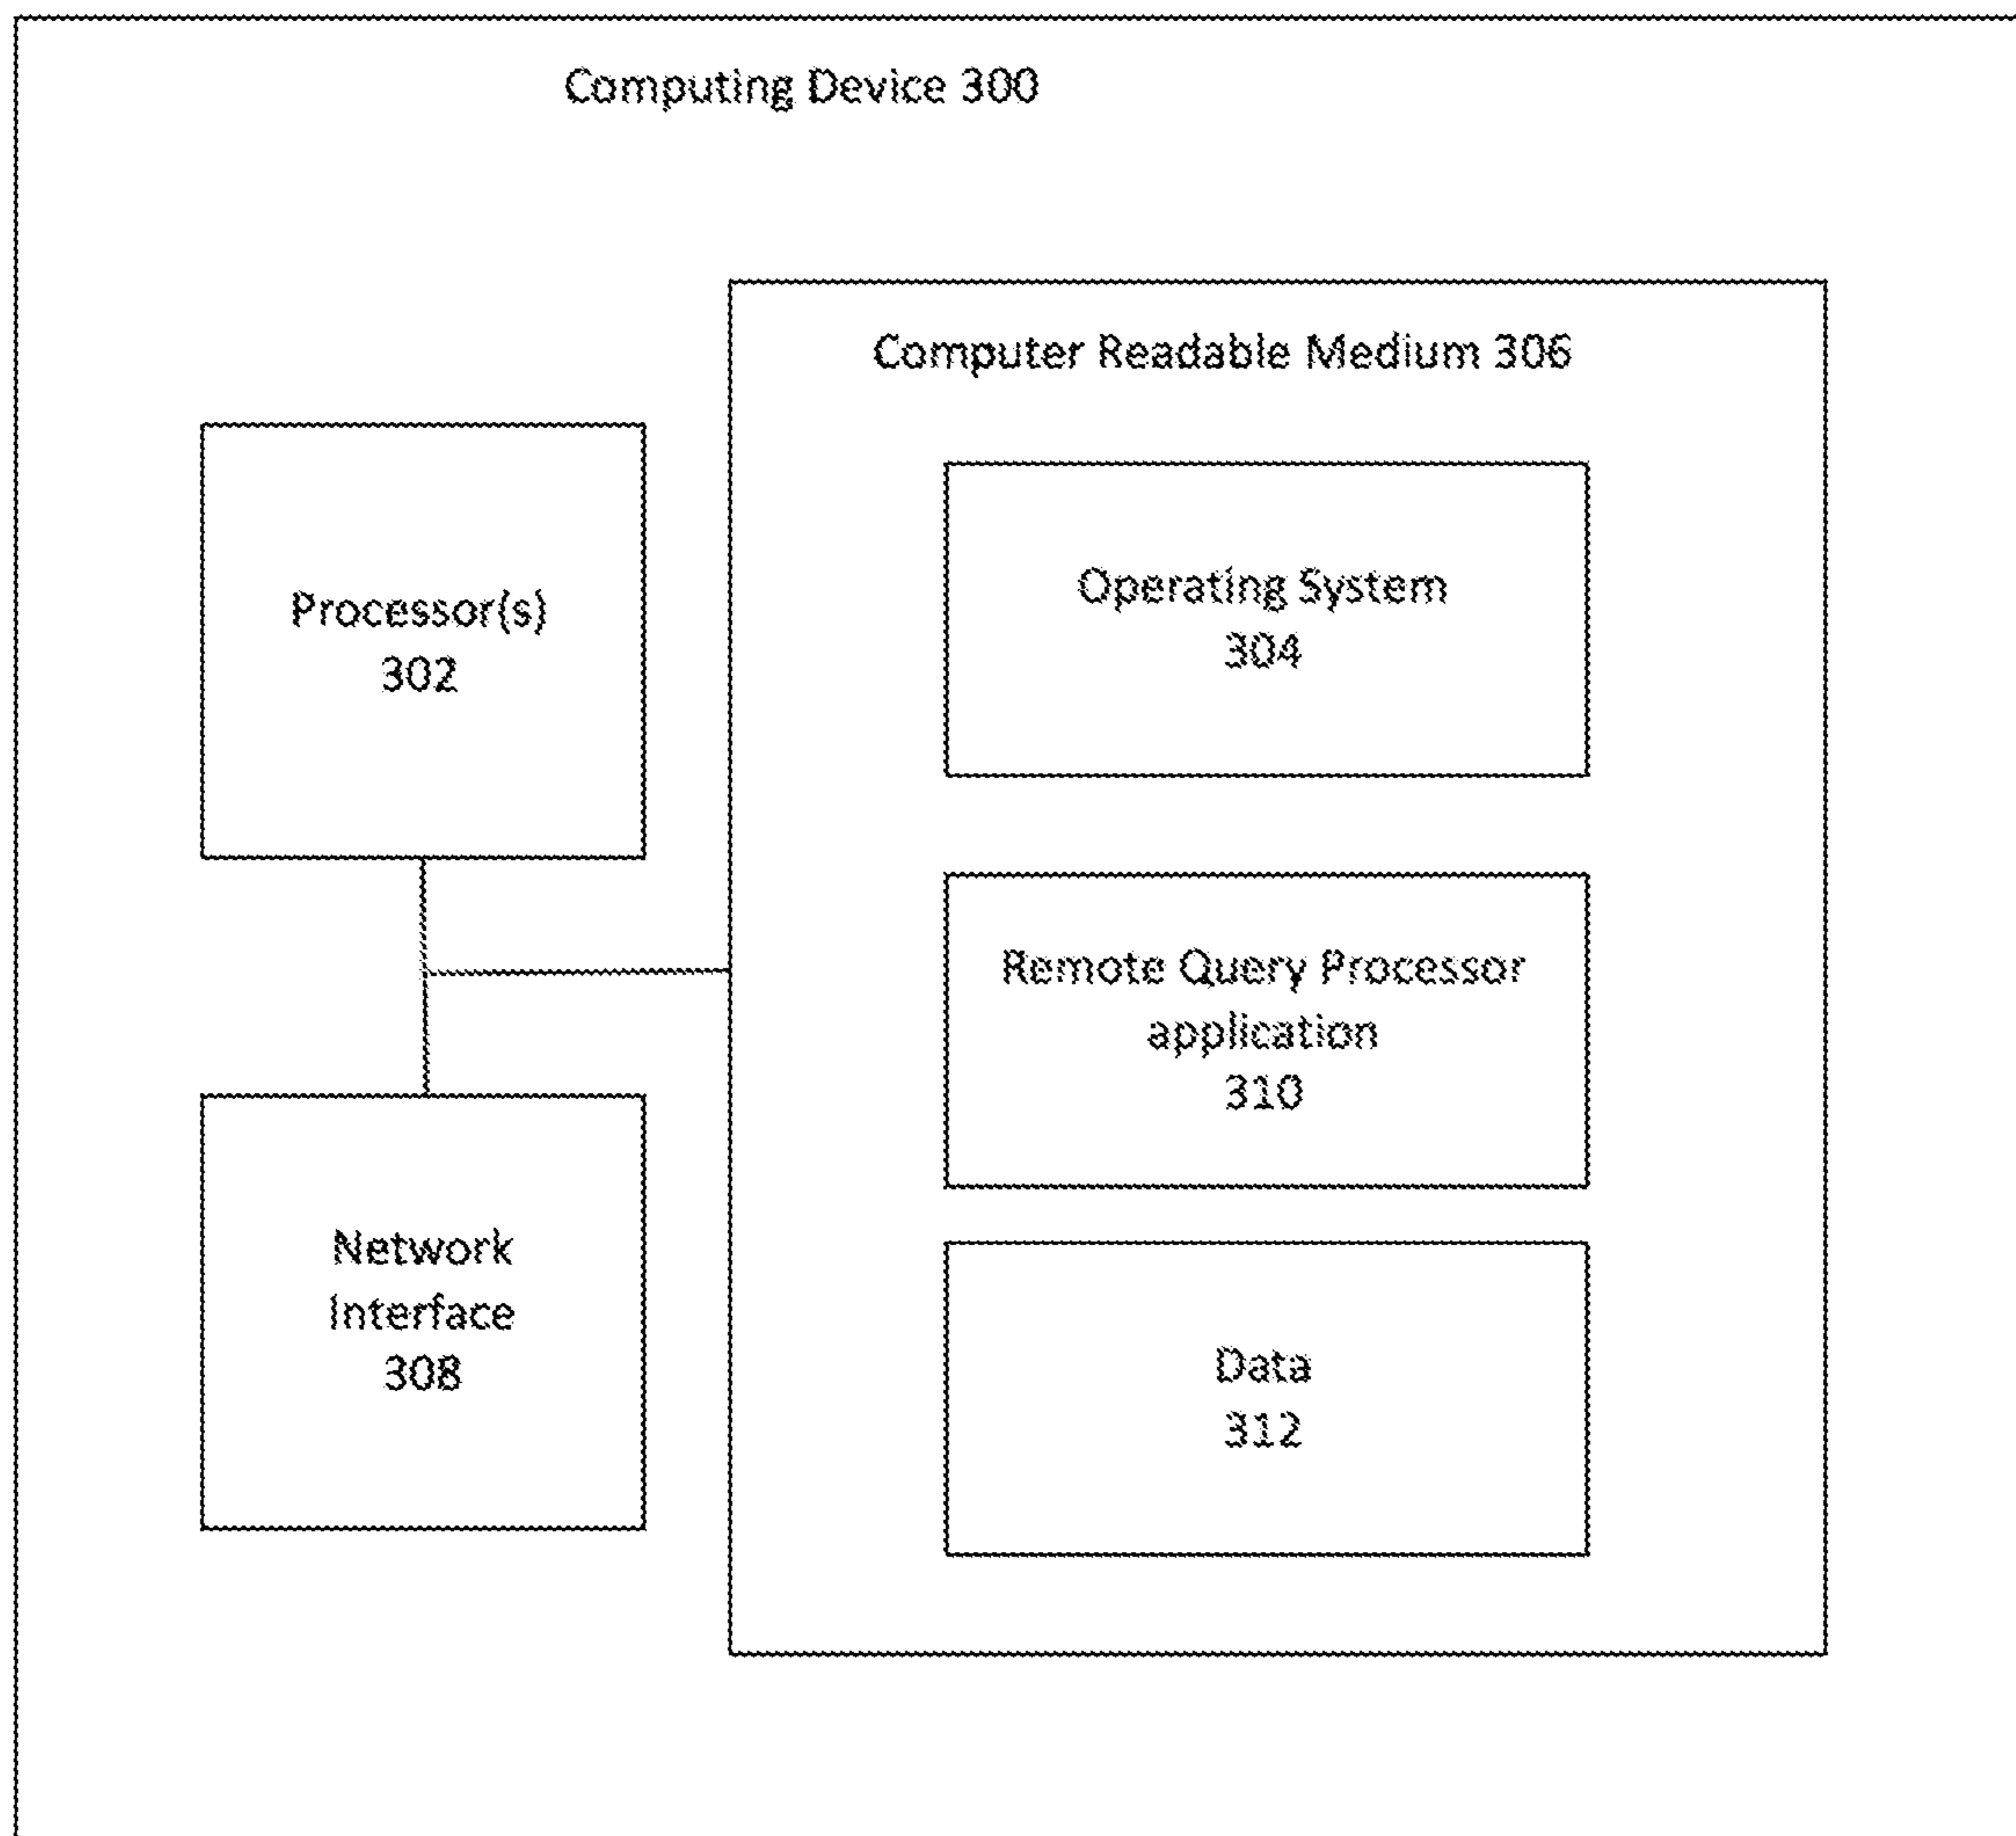 Computing Device 300
Computer Readable Medium 306
Processor(s)
302
Operating System
304
Remote Query Processor
application
310
Network
Interface
308
Data
312